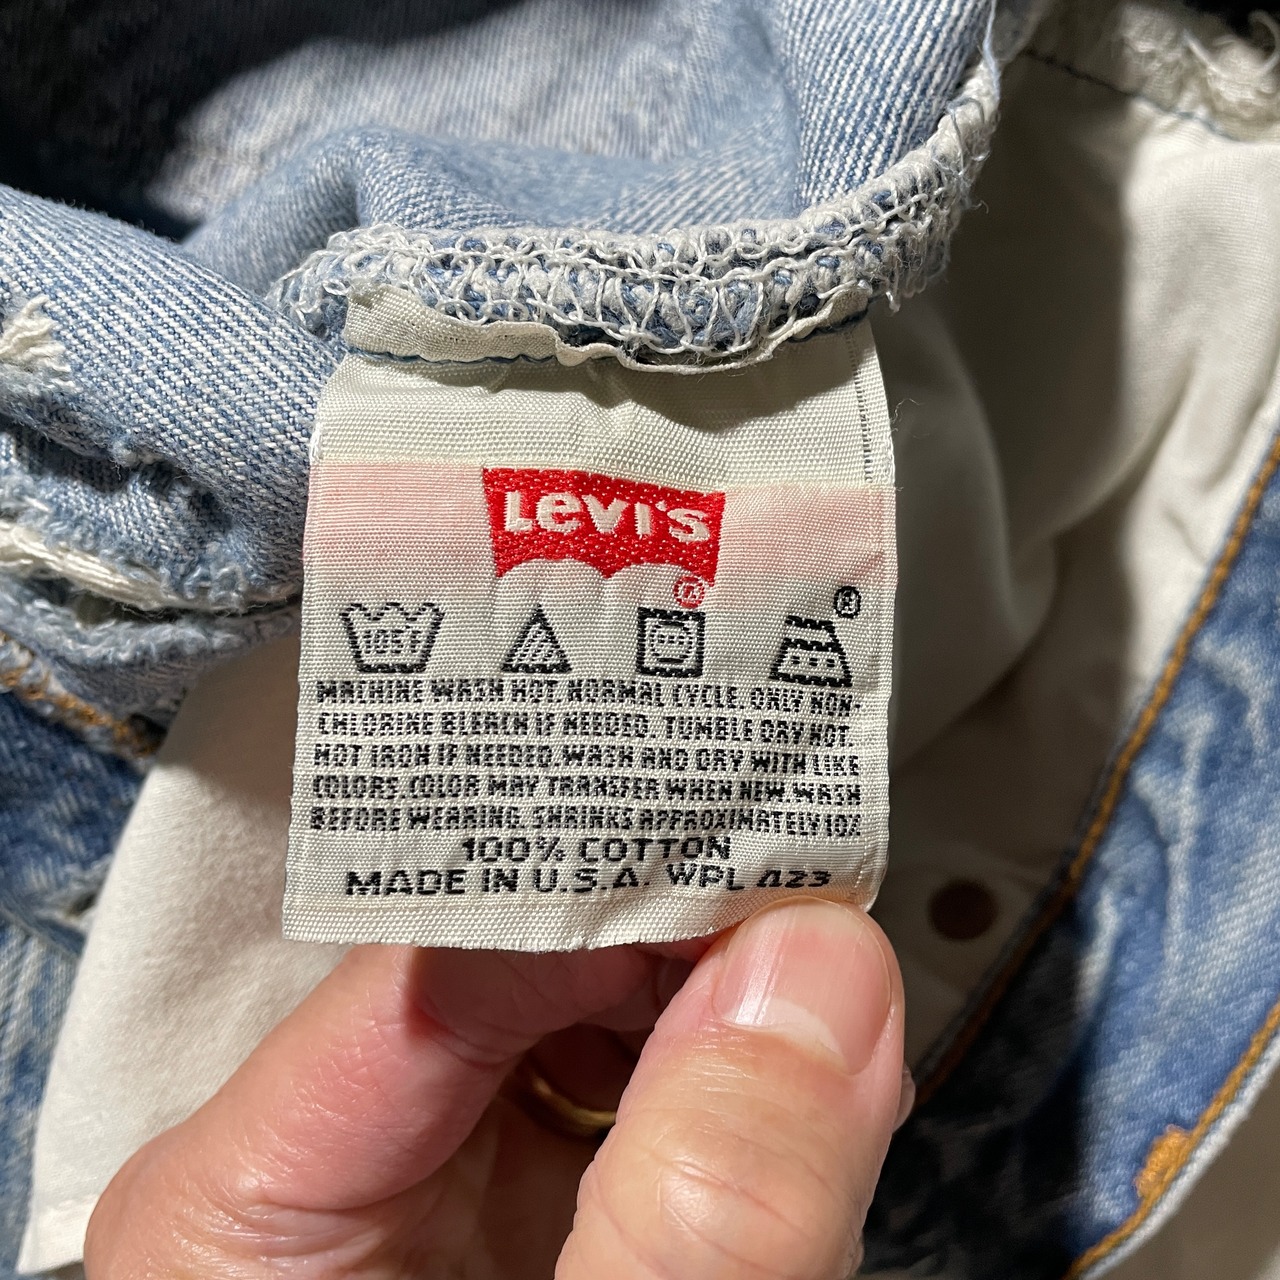 Levi's
®
®
105F
MACHINE WASH HOT, NORMAL CYCLE. ONLY NON-
CHLORINE BLEACH IF NEEDED. TUMBLE DRY HOT.
HOT IRON IF NEEDED. WASH AND DRY WITH LIKE
COLORS. COLOR MAY TRANSFER WHEN NEW. WASH
BEFORE WEARING. SHRINKS APPROXIMATELY 10%
100% COTTON
MADE IN U.S.A. WPL 423